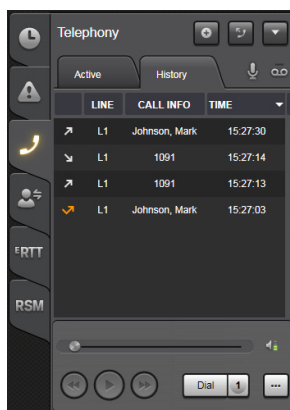 Telephony
Active History
LINE CALL INFO TIME
L1 Johnson, Mark 15:27:30
L1 1091 15:27:14
L1 1091 15:27:13
L1 Johnson, Mark 15:27:03
ERTT
RSM
Dial 1 ...